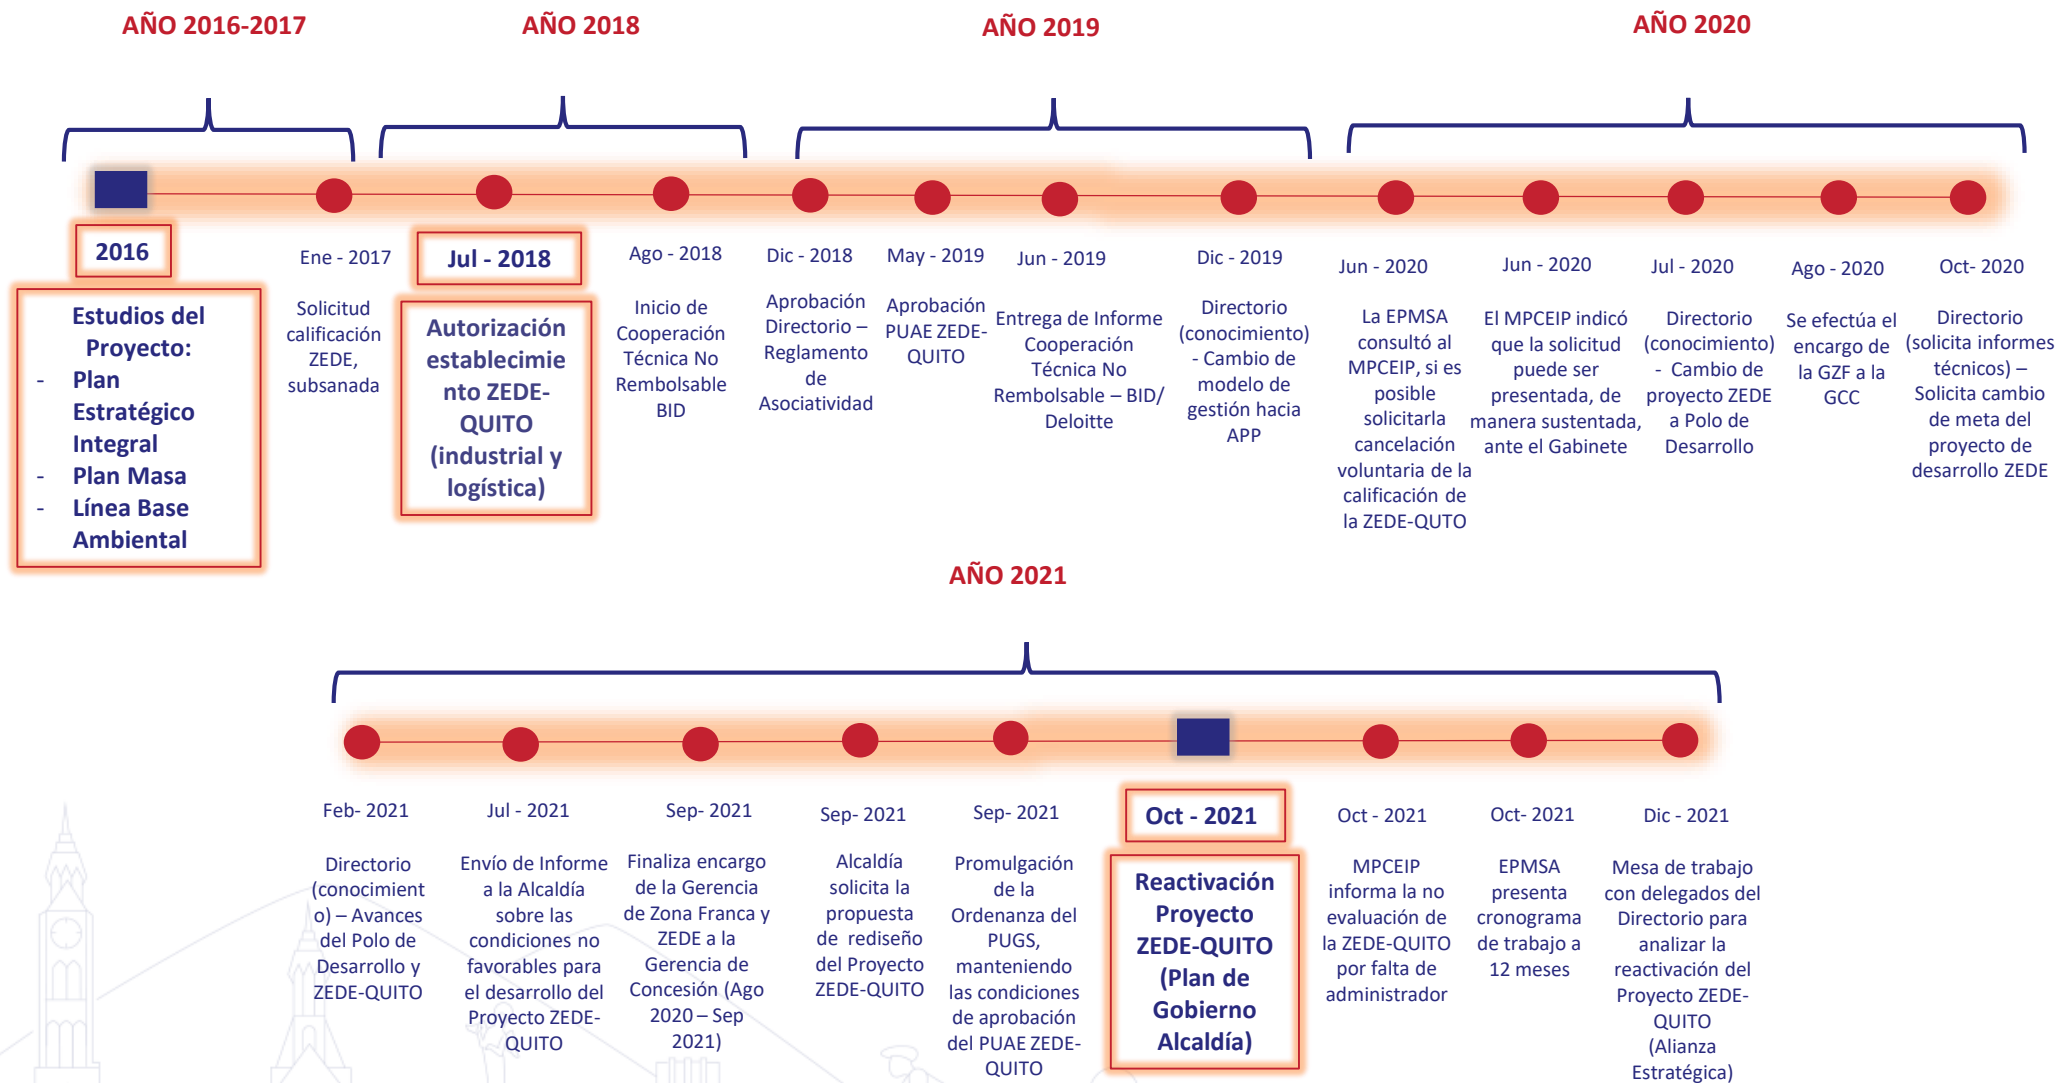 AÑO 2016-2017
AÑO 2018
AÑO 2019
AÑO 2020
2016
Estudios del
Proyecto:
- Plan
Estratégico
Integral
- Plan Masa
- Línea Base
Ambiental
Ene - 2017
Solicitud
calificación
ZEDE,
subsanada
Jul - 2018
Autorización
establecimie
nto ZEDE-
QUITO
(industrial y
logística)
Ago - 2018
Inicio de
Cooperación
Técnica No
Rembolsable
BID
Dic - 2018
Aprobación
Directorio –
Reglamento
de
Asociatividad
May - 2019
Aprobación
PUAE ZEDE-
QUITO
Jun - 2019
Entrega de Informe
Cooperación
Técnica No
Rembolsable – BID/
Deloitte
Dic - 2019
Directorio
(conocimiento)
- Cambio de
modelo de
gestión hacia
APP
Jun - 2020
La EPMSA
consultó al
MPCEIP, si es
posible
solicitarla
cancelación
voluntaria de la
calificación de
la ZEDE-QUTO
Jun - 2020
El MPCEIP indicó
que la solicitud
puede ser
presentada, de
manera sustentada,
ante el Gabinete
Jul - 2020
Directorio
(conocimiento)
- Cambio de
proyecto ZEDE
a Polo de
Desarrollo
Ago - 2020
Se efectúa el
encargo de
la GZF a la
GCC
Oct- 2020
Directorio
(solicita informes
técnicos) –
Solicita cambio
de meta del
proyecto de
desarrollo ZEDE
AÑO 2021
Feb- 2021
Directorio
(conocimient
o) – Avances
del Polo de
Desarrollo y
ZEDE-QUITO
Jul - 2021
Envío de Informe
a la Alcaldía
sobre las
condiciones no
favorables para
el desarrollo del
Proyecto ZEDE-
QUITO
Sep- 2021
Finaliza encargo
de la Gerencia
de Zona Franca y
ZEDE a la
Gerencia de
Concesión (Ago
2020 – Sep
2021)
Sep- 2021
Alcaldía
solicita la
propuesta
de rediseño
del Proyecto
ZEDE-QUITO
Sep- 2021
Promulgación
de la
Ordenanza del
PUGS,
manteniendo
las condiciones
de aprobación
del PUAE ZEDE-
QUITO
Oct - 2021
Reactivación
Proyecto
ZEDE-QUITO
(Plan de
Gobierno
Alcaldía)
Oct - 2021
MPCEIP
informa la no
evaluación de
la ZEDE-QUITO
por falta de
administrador
Oct- 2021
EPMSA
presenta
cronograma
de trabajo a
12 meses
Dic - 2021
Mesa de trabajo
con delegados del
Directorio para
analizar la
reactivación del
Proyecto ZEDE-
QUITO
(Alianza
Estratégica)